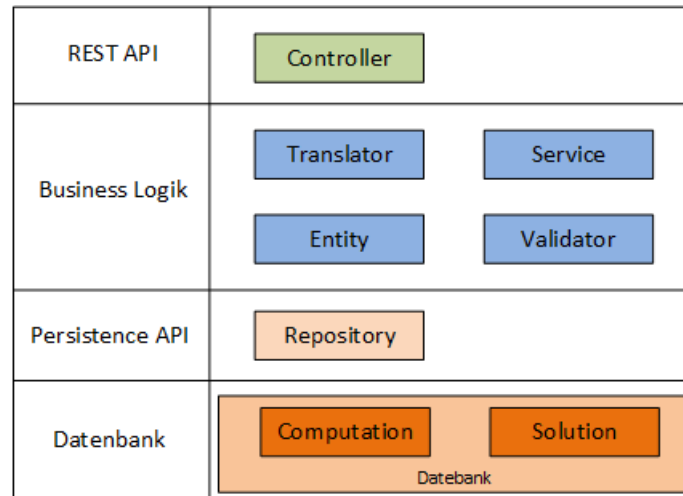 REST API
Controller
Translator
Service
Business Logik
Entity
Validator
Persistence API
Repository
Datenbank
Computation
Solution
Datebank